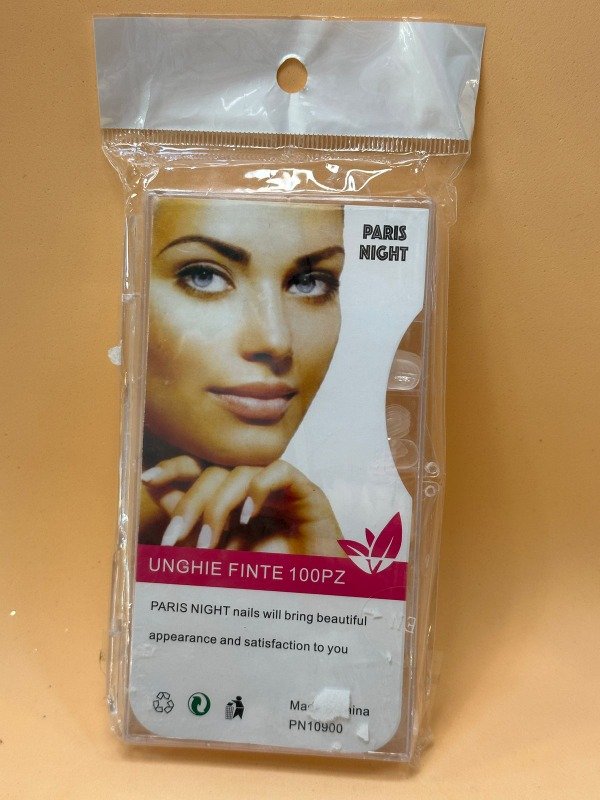 PARIS
NIGHT
UNGHIE FINTE 100PZ
PARIS NIGHT nails will bring beautiful
appearance and satisfaction to you
PN10900